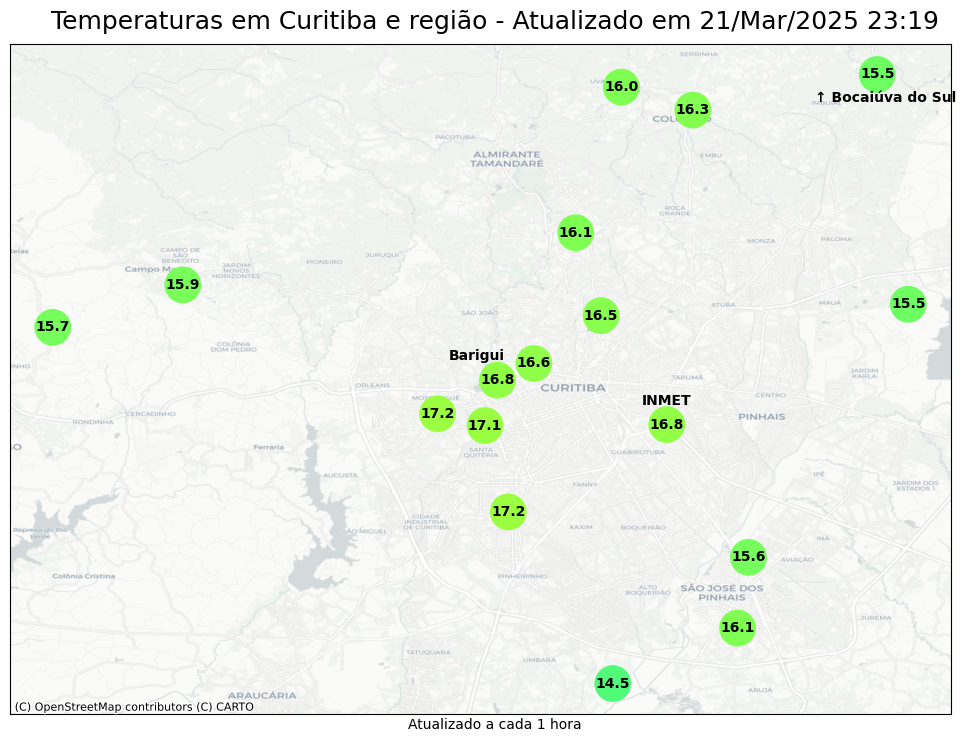 Temperaturas em Curitiba e região - Atualizado em 21/Mar/2025 23:19
SERRINHA
15.5
16.0
↑ Bocaiúva do Sul
16.3
PACOTUBA
ALMIRANTE
TAMANDARÉ
EMBU
ROÇA
GRANDE
16.1
MONZA
PALOMA
CAMPO DE
SÃO
BENEDITO
JURUQUI
PIONEIRO
JARDIM
NOVOS
HORIZONTES
15.9
15.7
SÃO JOÃO
ATUBA
MAUÁ
15.5
16.5
COLÔNIA
DOM PEDRO
Barigui
16.6
16.8
JARDIM
KARLA
TARUMÃ
ORLEANS
CURITIBA
CENTRO
INMET
CERCADINHO
RONDINHA
17.2
17.1
16.8
PINHAIS
Ferraria
SANTA
QUITÉRIA
GUABIROTUBA
AUGUSTA
IPÊ
FANNY
JARDIM DOS
ESTADOS I
17.2
CIDADE
INDUSTRIAL
DE CURITIBA
SÃO MIGUEL
XAXIM
BOQUEIRÃO
Represa do Rio
Verde
INÁ
15.6
AVIAÇÃO
Colônia Cristina
PINHEIRINHO
ALTO
BOQUEIRÃO
SÃO JOSÉ DOS
PINHAIS
JUREMA
16.1
TATUQUARA
UMBARÁ
14.5
ARUJÁ
ARAUCÁRIA
(C) OpenStreetMap contributors (C) CARTO
Atualizado a cada 1 hora